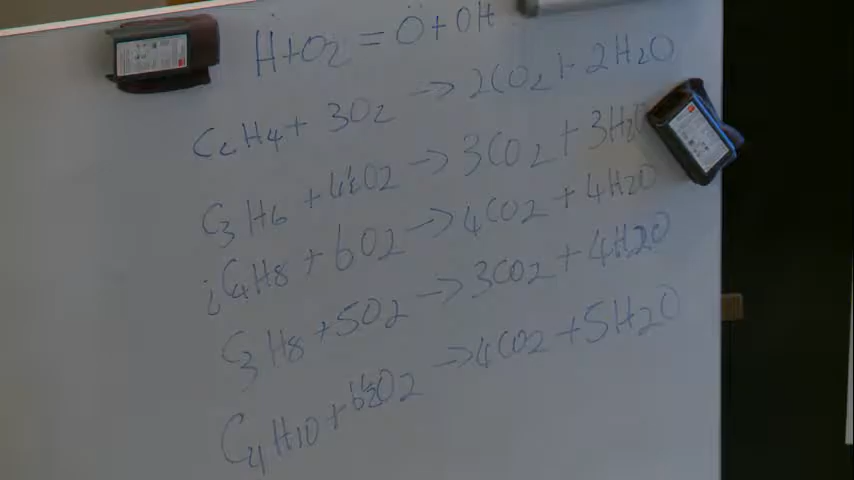 Ḣ+O2 = Ö+OH
C2H4+ 3O2 → 2CO2+2H2O
C3H6 +4½O2 → 3CO2 + 3H2O
iC4H8 + 6O2 → 4CO2 + 4H2O
C3H8 +5O2 → 3CO2 + 4H2O
C4H10+6½O2 → 4CO2 +5H2O